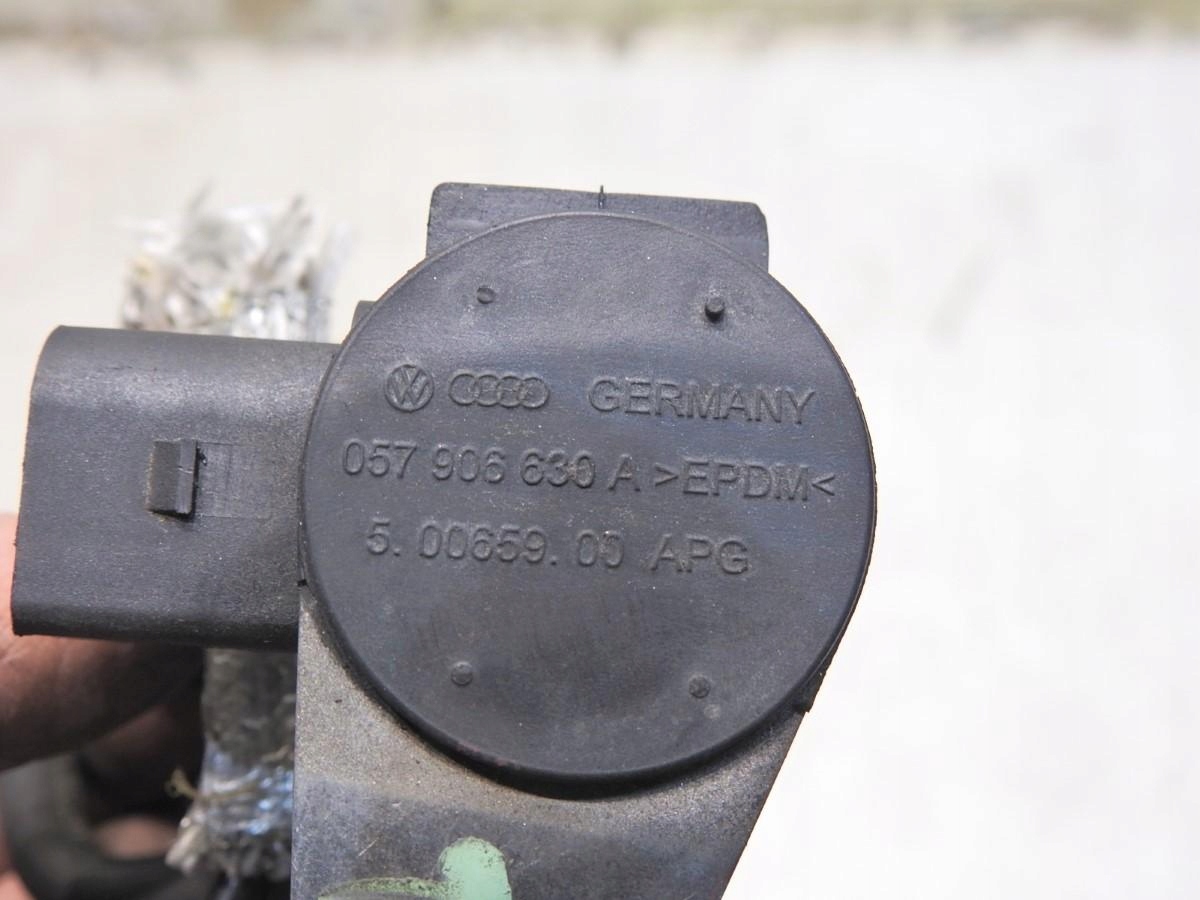 GERMANY
057 906 630 A >EPDM<
5. 00659. 00 APG